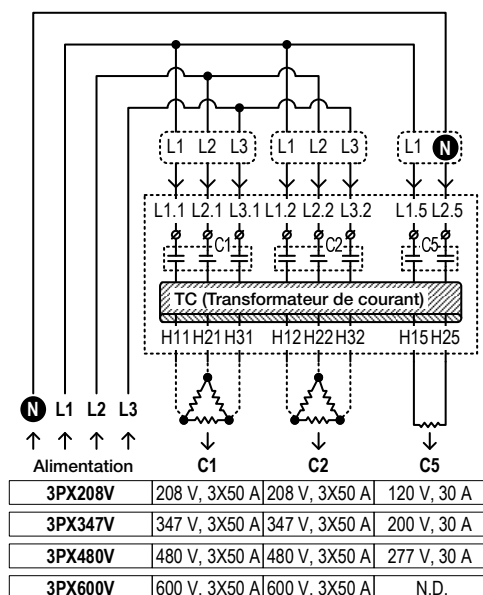 L1 L2 L3 L1 L2 L3 L1 N
L1.1 L2.1 L3.1 L1.2 L2.2 L3.2 L1.5 L2.5
C1 C2 C5
TC (Transformateur de courant)
H11 H21 H31 H12 H22 H32 H15 H25
N L1 L2 L3
Alimentation C1 C2 C5
3PX208V 208 V, 3X50 A 208 V, 3X50 A 120 V, 30 A
3PX347V 347 V, 3X50 A 347 V, 3X50 A 200 V, 30 A
3PX480V 480 V, 3X50 A 480 V, 3X50 A 277 V, 30 A
3PX600V 600 V, 3X50 A 600 V, 3X50 A N.D.